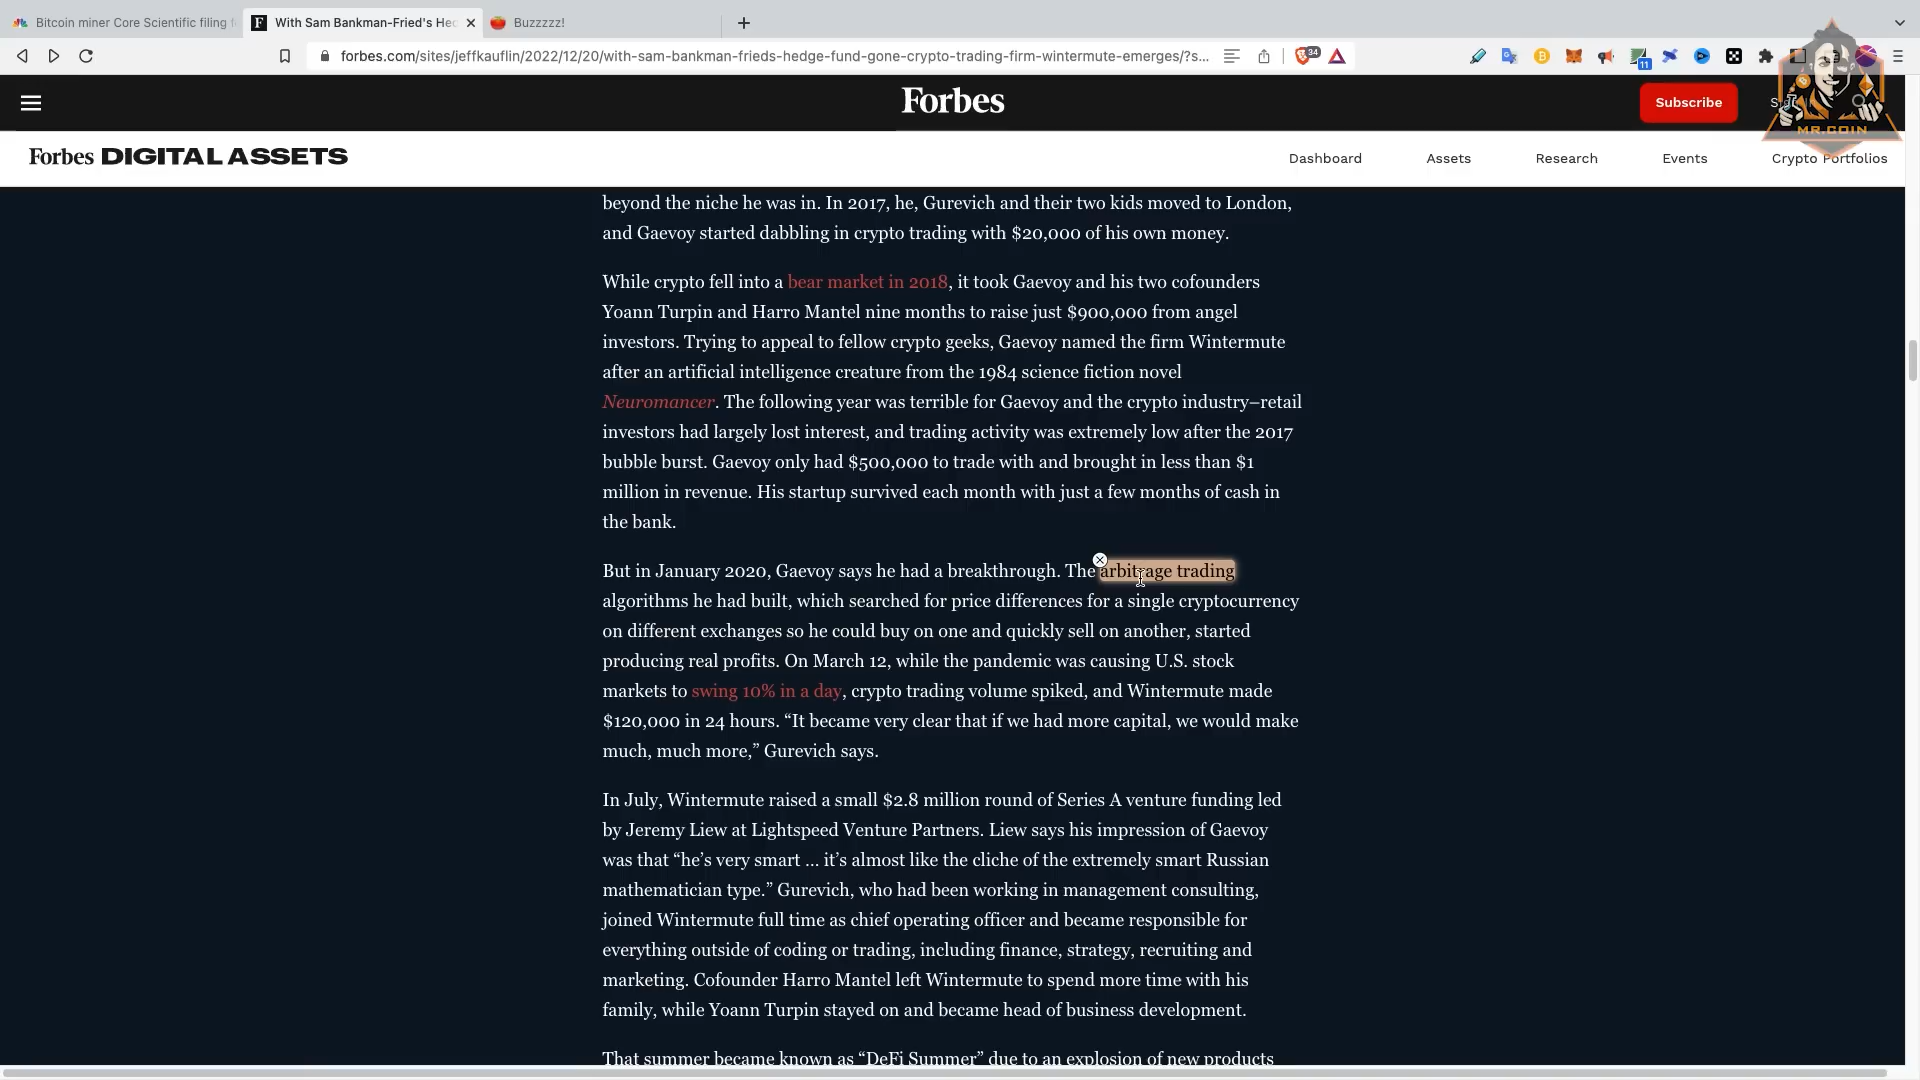 Bitcoin miner Core Scientific filing f
With Sam Bankman-Fried's Hed
Buzzzzz!
forbes.com/sites/jeffkauflin/2022/12/20/with-sam-bankman-frieds-hedge-fund-gone-crypto-trading-firm-wintermute-emerges/?s...
34
11
Forbes
Subscribe
MR.COIN
Forbes DIGITAL ASSETS
Dashboard
Assets
Research
Events
Crypto Portfolios
beyond the niche he was in. In 2017, he, Gurevich and their two kids moved to London,
and Gaevoy started dabbling in crypto trading with $20,000 of his own money.
While crypto fell into a bear market in 2018, it took Gaevoy and his two cofounders
Yoann Turpin and Harro Mantel nine months to raise just $900,000 from angel
investors. Trying to appeal to fellow crypto geeks, Gaevoy named the firm Wintermute
after an artificial intelligence creature from the 1984 science fiction novel
Neuromancer. The following year was terrible for Gaevoy and the crypto industry–retail
investors had largely lost interest, and trading activity was extremely low after the 2017
bubble burst. Gaevoy only had $500,000 to trade with and brought in less than $1
million in revenue. His startup survived each month with just a few months of cash in
the bank.
But in January 2020, Gaevoy says he had a breakthrough. The arbitrage trading
algorithms he had built, which searched for price differences for a single cryptocurrency
on different exchanges so he could buy on one and quickly sell on another, started
producing real profits. On March 12, while the pandemic was causing U.S. stock
markets to swing 10% in a day, crypto trading volume spiked, and Wintermute made
$120,000 in 24 hours. “It became very clear that if we had more capital, we would make
much, much more,” Gurevich says.
In July, Wintermute raised a small $2.8 million round of Series A venture funding led
by Jeremy Liew at Lightspeed Venture Partners. Liew says his impression of Gaevoy
was that “he’s very smart … it’s almost like the cliche of the extremely smart Russian
mathematician type.” Gurevich, who had been working in management consulting,
joined Wintermute full time as chief operating officer and became responsible for
everything outside of coding or trading, including finance, strategy, recruiting and
marketing. Cofounder Harro Mantel left Wintermute to spend more time with his
family, while Yoann Turpin stayed on and became head of business development.
That summer became known as “DeFi Summer” due to an explosion of new products